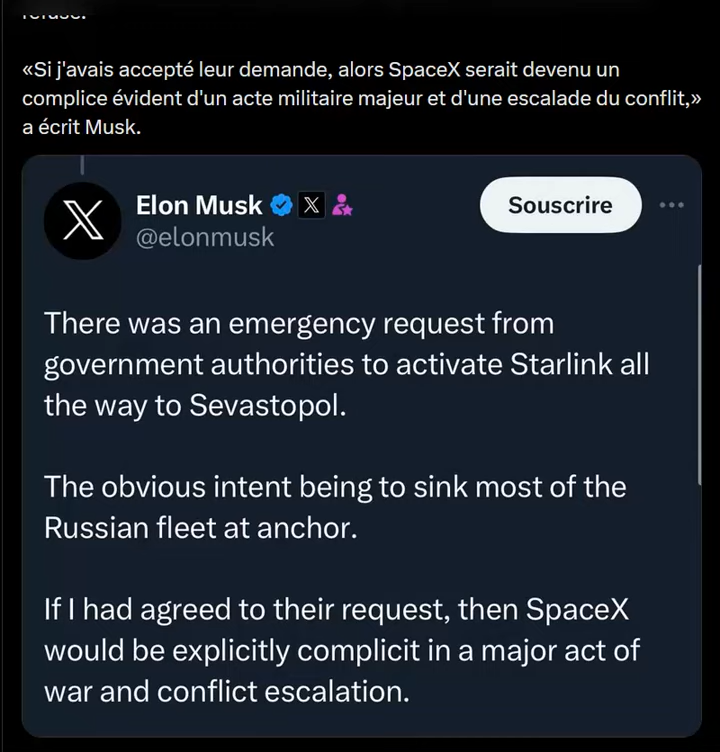 refusé.
«Si j'avais accepté leur demande, alors SpaceX serait devenu un
complice évident d'un acte militaire majeur et d'une escalade du conflit,»
a écrit Musk.
Elon Musk
@elonmusk
Souscrire
There was an emergency request from
government authorities to activate Starlink all
the way to Sevastopol.
The obvious intent being to sink most of the
Russian fleet at anchor.
If I had agreed to their request, then SpaceX
would be explicitly complicit in a major act of
war and conflict escalation.